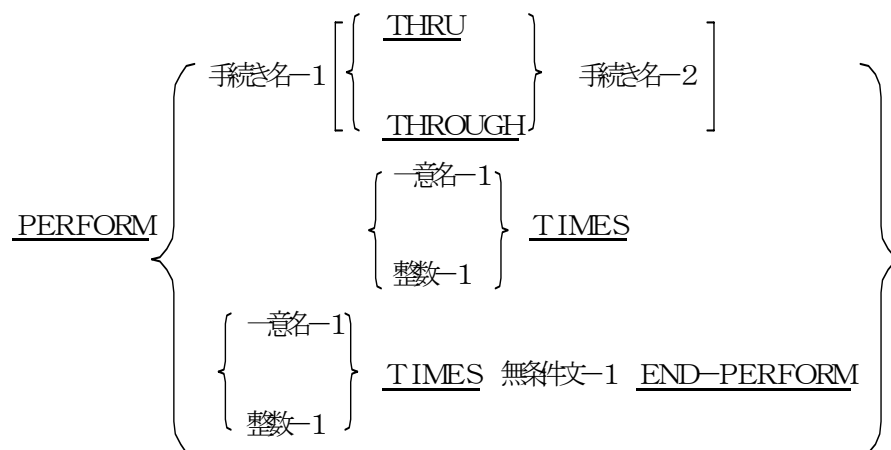 THRU
手続き名－1 手続き名－2
THROUGH
一意名－1
PERFORM TIMES
整数－1
一意名－1
TIMES 無条件文－1 END－PERFORM
整数－1